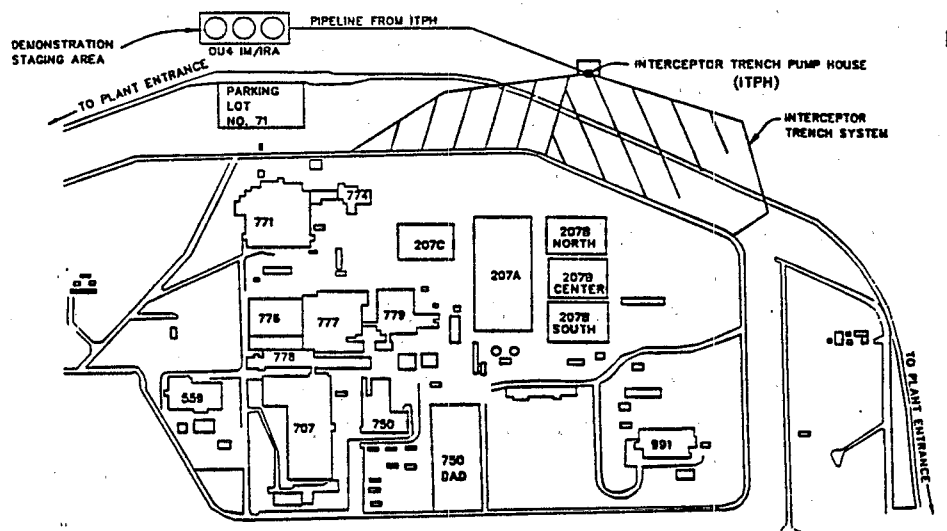 PIPELINE FROM ITPH
DEMONSTRATION
STAGING AREA
OU4 IM/IRA
INTERCEPTOR TRENCH PUMP HOUSE
(ITPH)
TO PLANT ENTRANCE
PARKING
LOT
NO. 71
INTERCEPTOR
TRENCH SYSTEM
774
771
207C
207A
207B
NORTH
207B
CENTER
207B
SOUTH
776
777
779
778
559
707
750
750
DAD
991
TO PLANT ENTRANCE